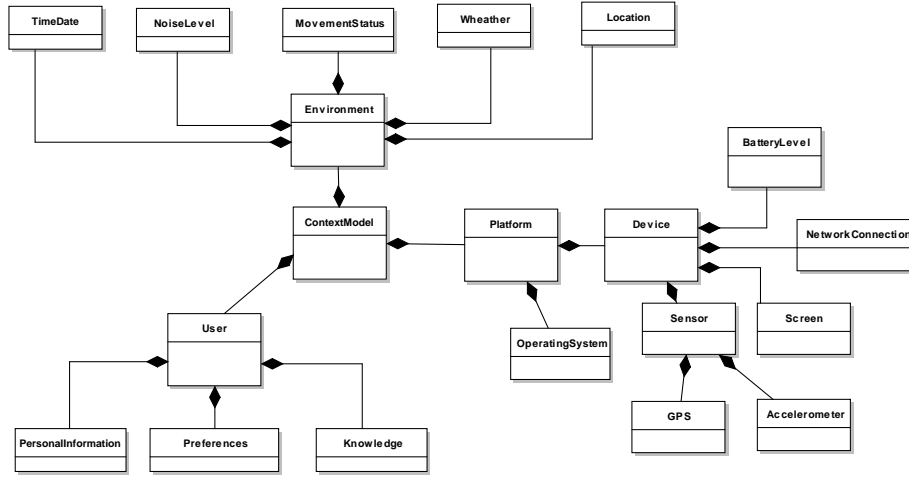 TimeDate
NoiseLevel
MovementStatus
Wheather
Location
Environment
BatteryLevel
ContextModel
Platform
Device
NetworkConnection
User
OperatingSystem
Sensor
Screen
PersonalInformation
Preferences
Knowledge
GPS
Accelerometer